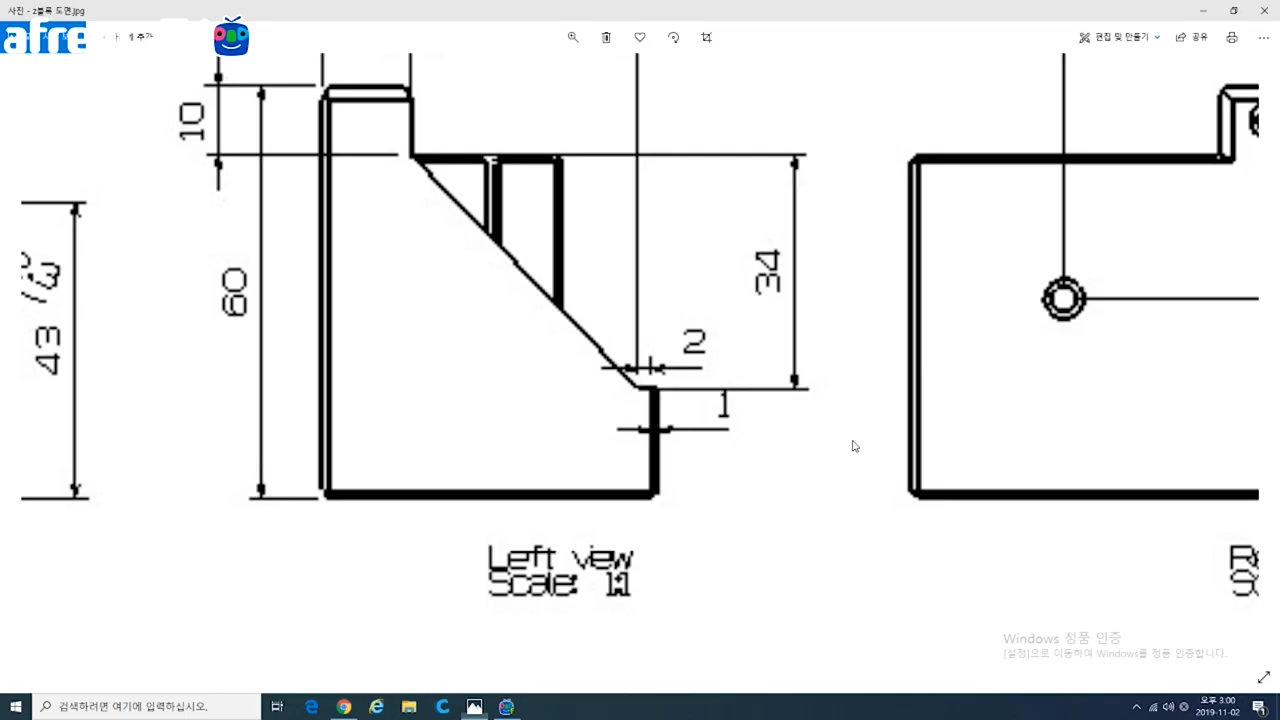 사진 - z블록 도면.jpg
afre
편집 및 만들기
공유
10
60
43
34
2
1
Left view
Scale: 1:1
Windows 정품 인증
[설정]으로 이동하여 Windows를 정품 인증합니다.
검색하려면 여기에 입력하십시오.
오후 3:00
2019-11-02
1